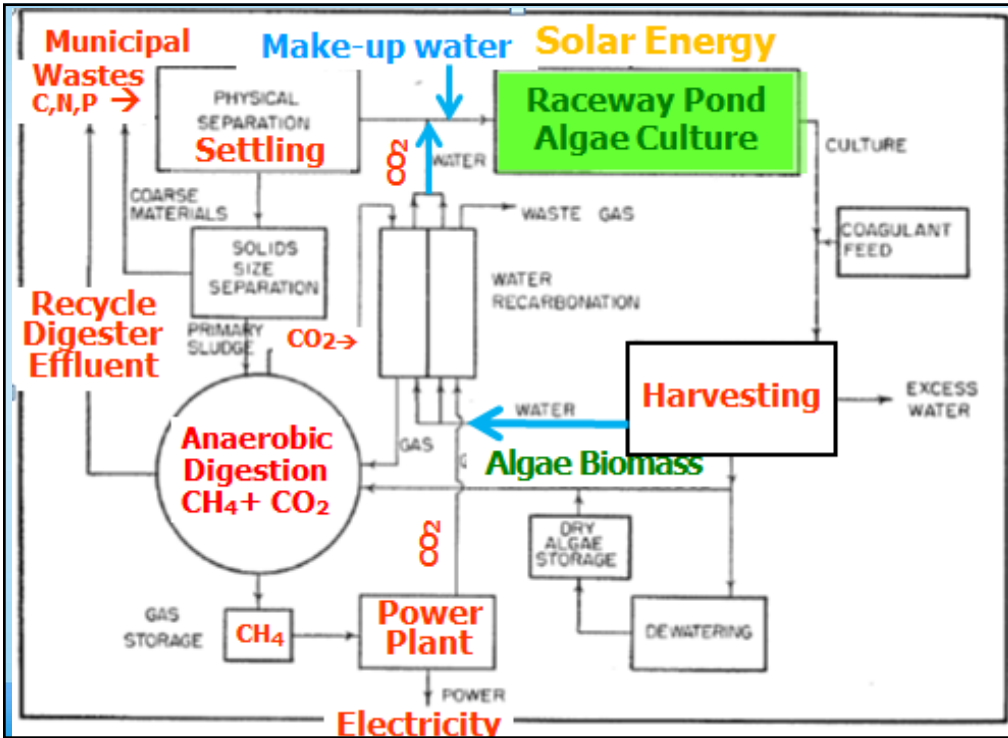 Municipal
Wastes
C,N,P →
Make-up water
Solar Energy
PHYSICAL
SEPARATION
Settling
CO2
WATER
Raceway Pond
Algae Culture
CULTURE
COARSE
MATERIALS
WASTE GAS
COAGULANT
FEED
SOLIDS
SIZE
SEPARATION
WATER
RECARBONATION
Recycle
Digester
Effluent
PRIMARY
SLUDGE
CO2→
Harvesting
EXCESS
WATER
WATER
GAS
Anaerobic
Digestion
CH4+ CO2
Algae Biomass
CO2
DRY
ALGAE
STORAGE
GAS
STORAGE
CH4
Power
Plant
DEWATERING
POWER
Electricity